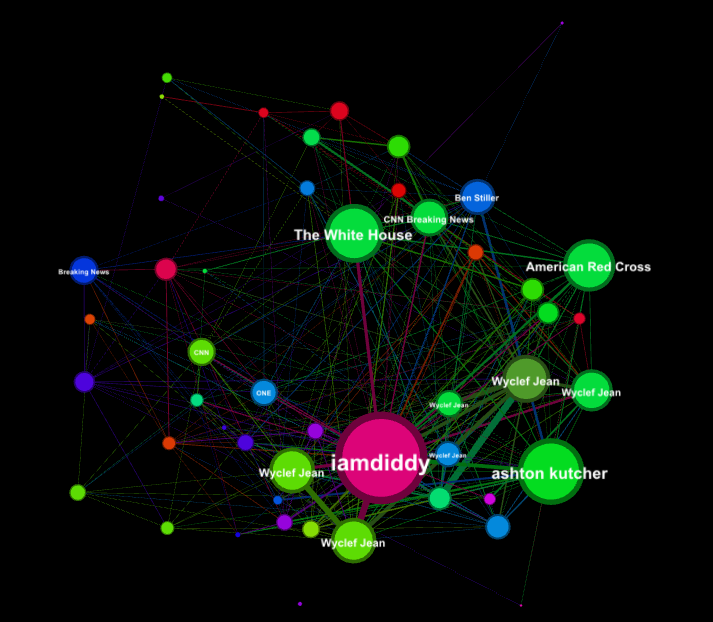 Ben Stiller
CNN Breaking News
The White House
American Red Cross
Breaking News
CNN
Wyclef Jean
ONE
Wyclef Jean
Wyclef Jean
Wyclef Jean
iamdiddy
Wyclef Jean
ashton kutcher
Wyclef Jean